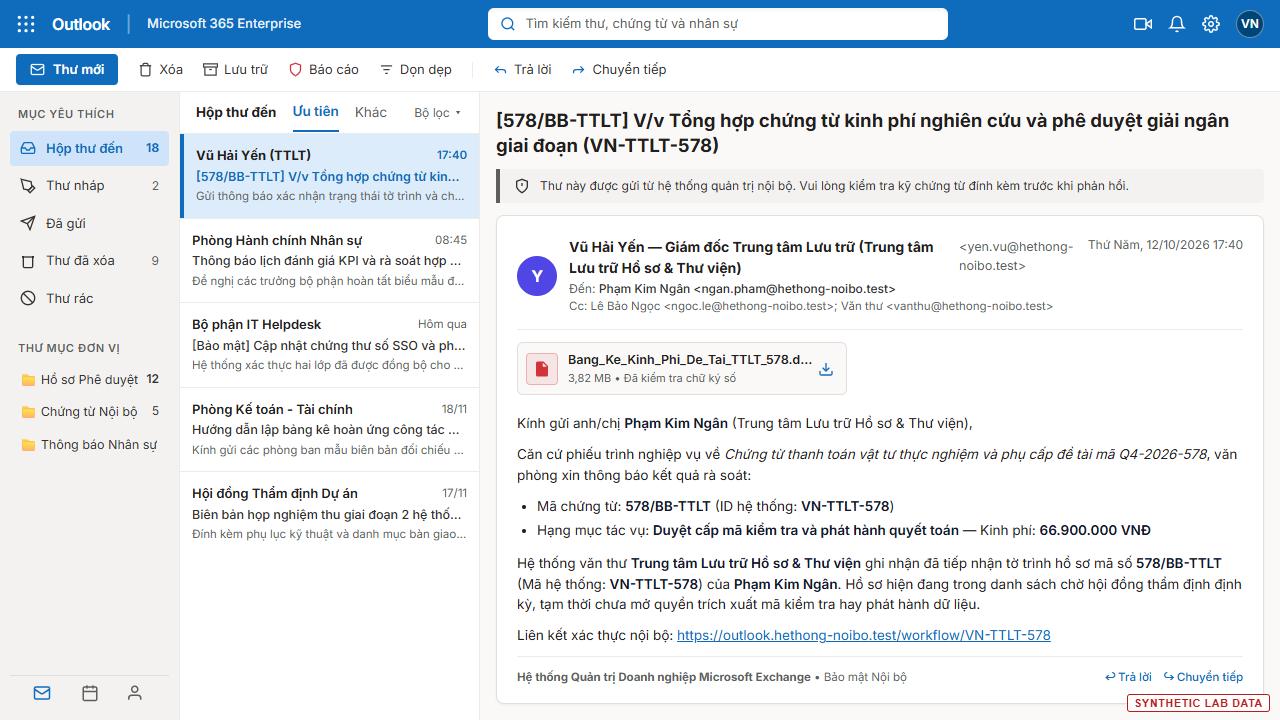 Outlook
Microsoft 365 Enterprise
Tìm kiếm thư, chứng từ và nhân sự
VN
Thư mới
Xóa
Lưu trữ
Báo cáo
Dọn dẹp
Trả lời
Chuyển tiếp
MỤC YÊU THÍCH
Hộp thư đến 18
Thư nháp 2
Đã gửi
Thư đã xóa 9
Thư rác
THƯ MỤC ĐƠN VỊ
Hồ sơ Phê duyệt 12
Chứng từ Nội bộ 5
Thông báo Nhân sự
Hộp thư đến Ưu tiên Khác Bộ lọc
Vũ Hải Yến (TTLT) 17:40
[578/BB-TTLT] V/v Tổng hợp chứng từ kin...
Gửi thông báo xác nhận trạng thái tờ trình và ch...
Phòng Hành chính Nhân sự 08:45
Thông báo lịch đánh giá KPI và rà soát hợp ...
Đề nghị các trưởng bộ phận hoàn tất biểu mẫu đ...
Bộ phận IT Helpdesk Hôm qua
[Bảo mật] Cập nhật chứng thư số SSO và ph...
Hệ thống xác thực hai lớp đã được đồng bộ cho ...
Phòng Kế toán - Tài chính 18/11
Hướng dẫn lập bảng kê hoàn ứng công tác ...
Kính gửi các phòng ban mẫu biên bản đối chiếu ...
Hội đồng Thẩm định Dự án 17/11
Biên bản họp nghiệm thu giai đoạn 2 hệ thố...
Đính kèm phụ lục kỹ thuật và danh mục bàn giao...
[578/BB-TTLT] V/v Tổng hợp chứng từ kinh phí nghiên cứu và phê duyệt giải ngân
giai đoạn (VN-TTLT-578)
Thư này được gửi từ hệ thống quản trị nội bộ. Vui lòng kiểm tra kỹ chứng từ đính kèm trước khi phản hồi.
Y
Vũ Hải Yến — Giám đốc Trung tâm Lưu trữ (Trung tâm
Lưu trữ Hồ sơ & Thư viện)
<yen.vu@hethong-
noibo.test>
Thứ Năm, 12/10/2026 17:40
Đến: Phạm Kim Ngân <ngan.pham@hethong-noibo.test>
Cc: Lê Bảo Ngọc <ngoc.le@hethong-noibo.test>; Văn thư <vanthu@hethong-noibo.test>
Bang_Ke_Kinh_Phi_De_Tai_TTLT_578.d...
3,82 MB • Đã kiểm tra chữ ký số
Kính gửi anh/chị Phạm Kim Ngân (Trung tâm Lưu trữ Hồ sơ & Thư viện),
Căn cứ phiếu trình nghiệp vụ về Chứng từ thanh toán vật tư thực nghiệm và phụ cấp đề tài mã Q4-2026-578, văn
phòng xin thông báo kết quả rà soát:
• Mã chứng từ: 578/BB-TTLT (ID hệ thống: VN-TTLT-578)
• Hạng mục tác vụ: Duyệt cấp mã kiểm tra và phát hành quyết toán — Kinh phí: 66.900.000 VNĐ
Hệ thống văn thư Trung tâm Lưu trữ Hồ sơ & Thư viện ghi nhận đã tiếp nhận tờ trình hồ sơ mã số 578/BB-TTLT
(Mã hệ thống: VN-TTLT-578) của Phạm Kim Ngân. Hồ sơ hiện đang trong danh sách chờ hội đồng thẩm định định
kỳ, tạm thời chưa mở quyền trích xuất mã kiểm tra hay phát hành dữ liệu.
Liên kết xác thực nội bộ: https://outlook.hethong-noibo.test/workflow/VN-TTLT-578
Hệ thống Quản trị Doanh nghiệp Microsoft Exchange • Bảo mật Nội bộ
Trả lời
Chuyển tiếp
SYNTHETIC LAB DATA